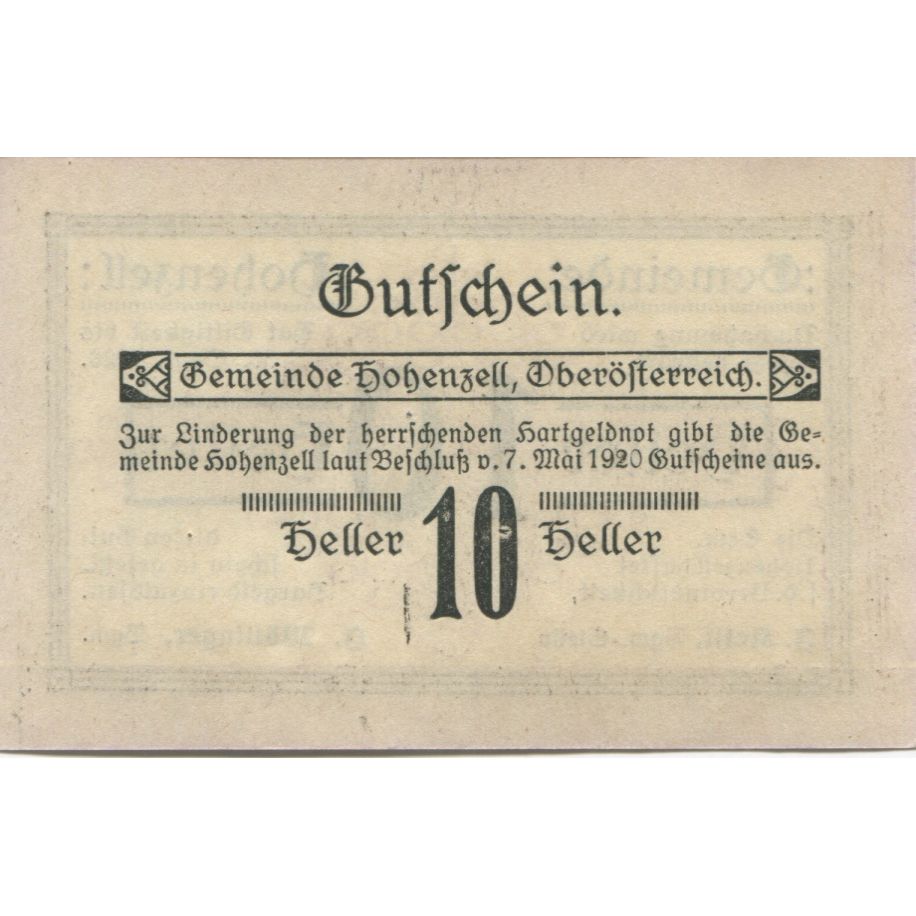 Gutschein.
Gemeinde Hohenzell, Oberösterreich.
Zur Linderung der herrschenden Hartgeldnot gibt die Ge=
meinde Hohenzell laut Beschluß v. 7. Mai 1920 Gutscheine aus.
Heller 10 Heller